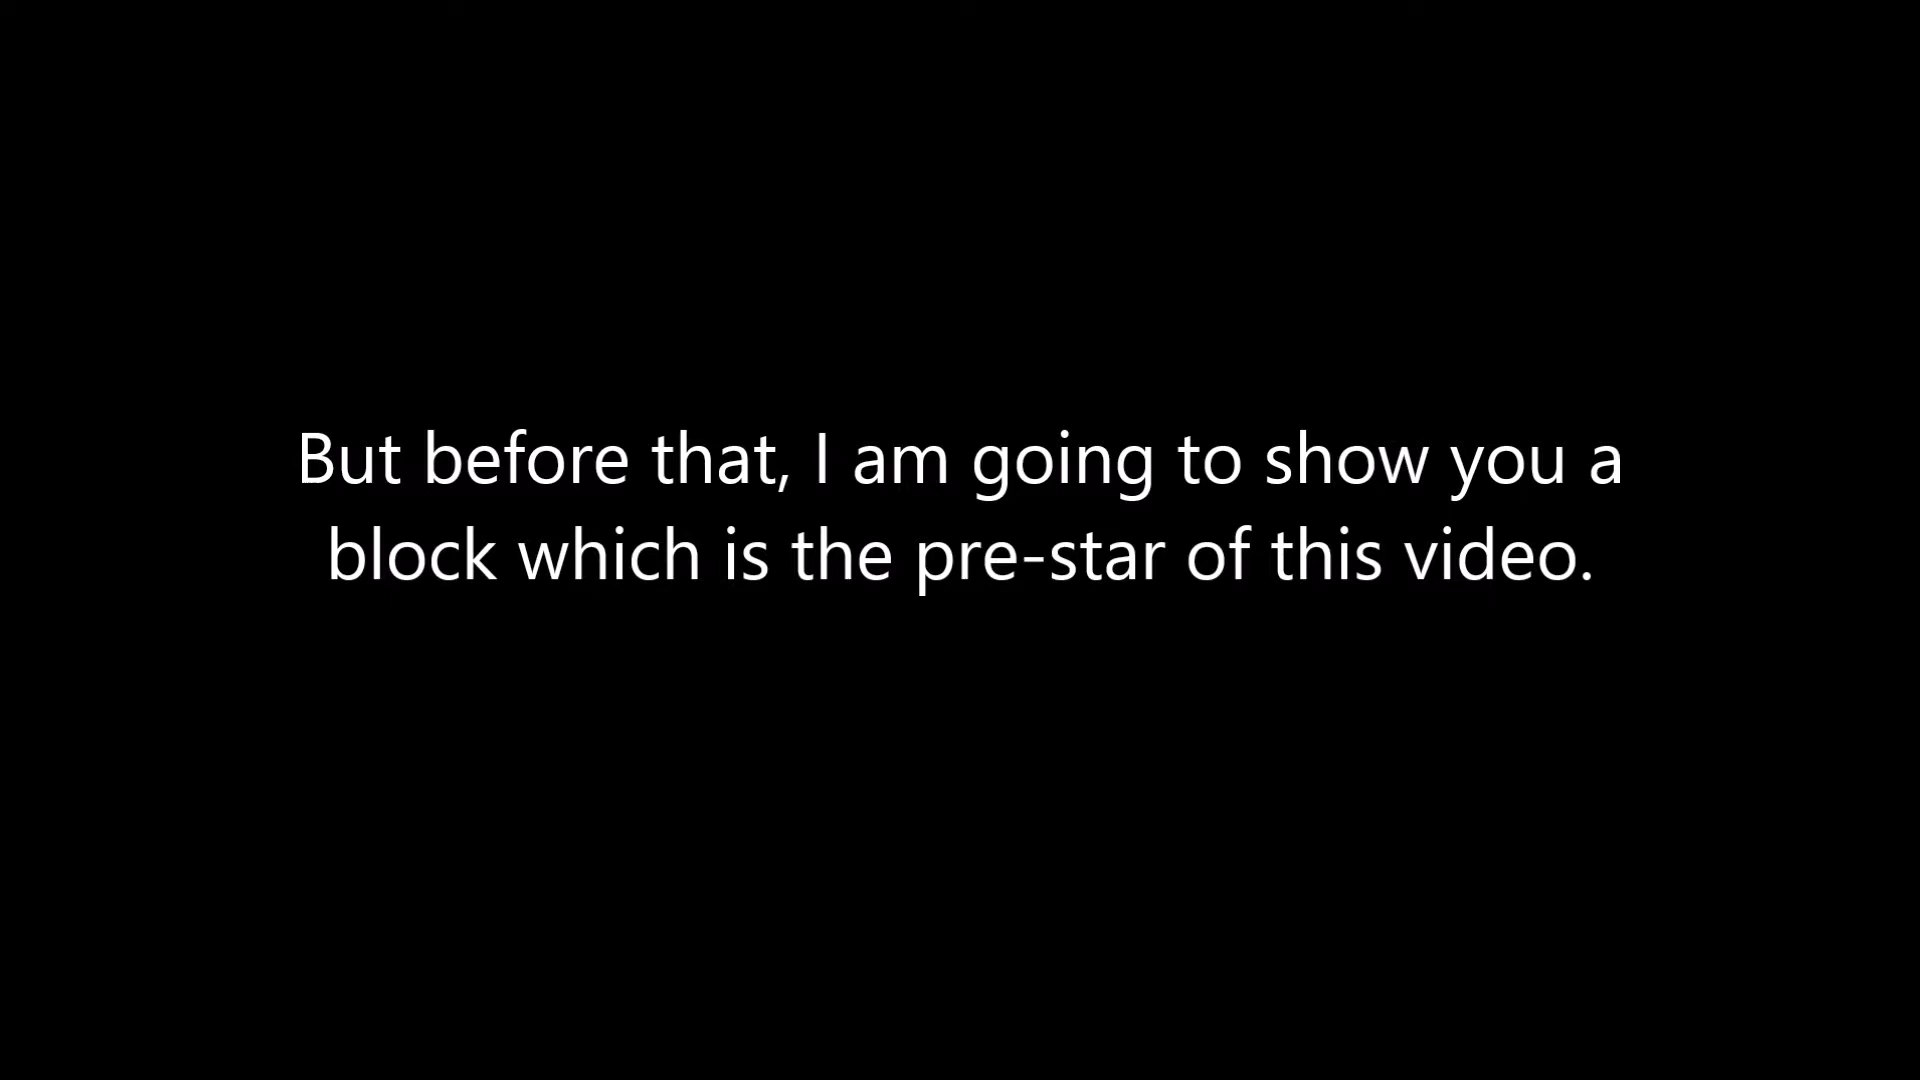 But before that, I am going to show you a
block which is the pre-star of this video.